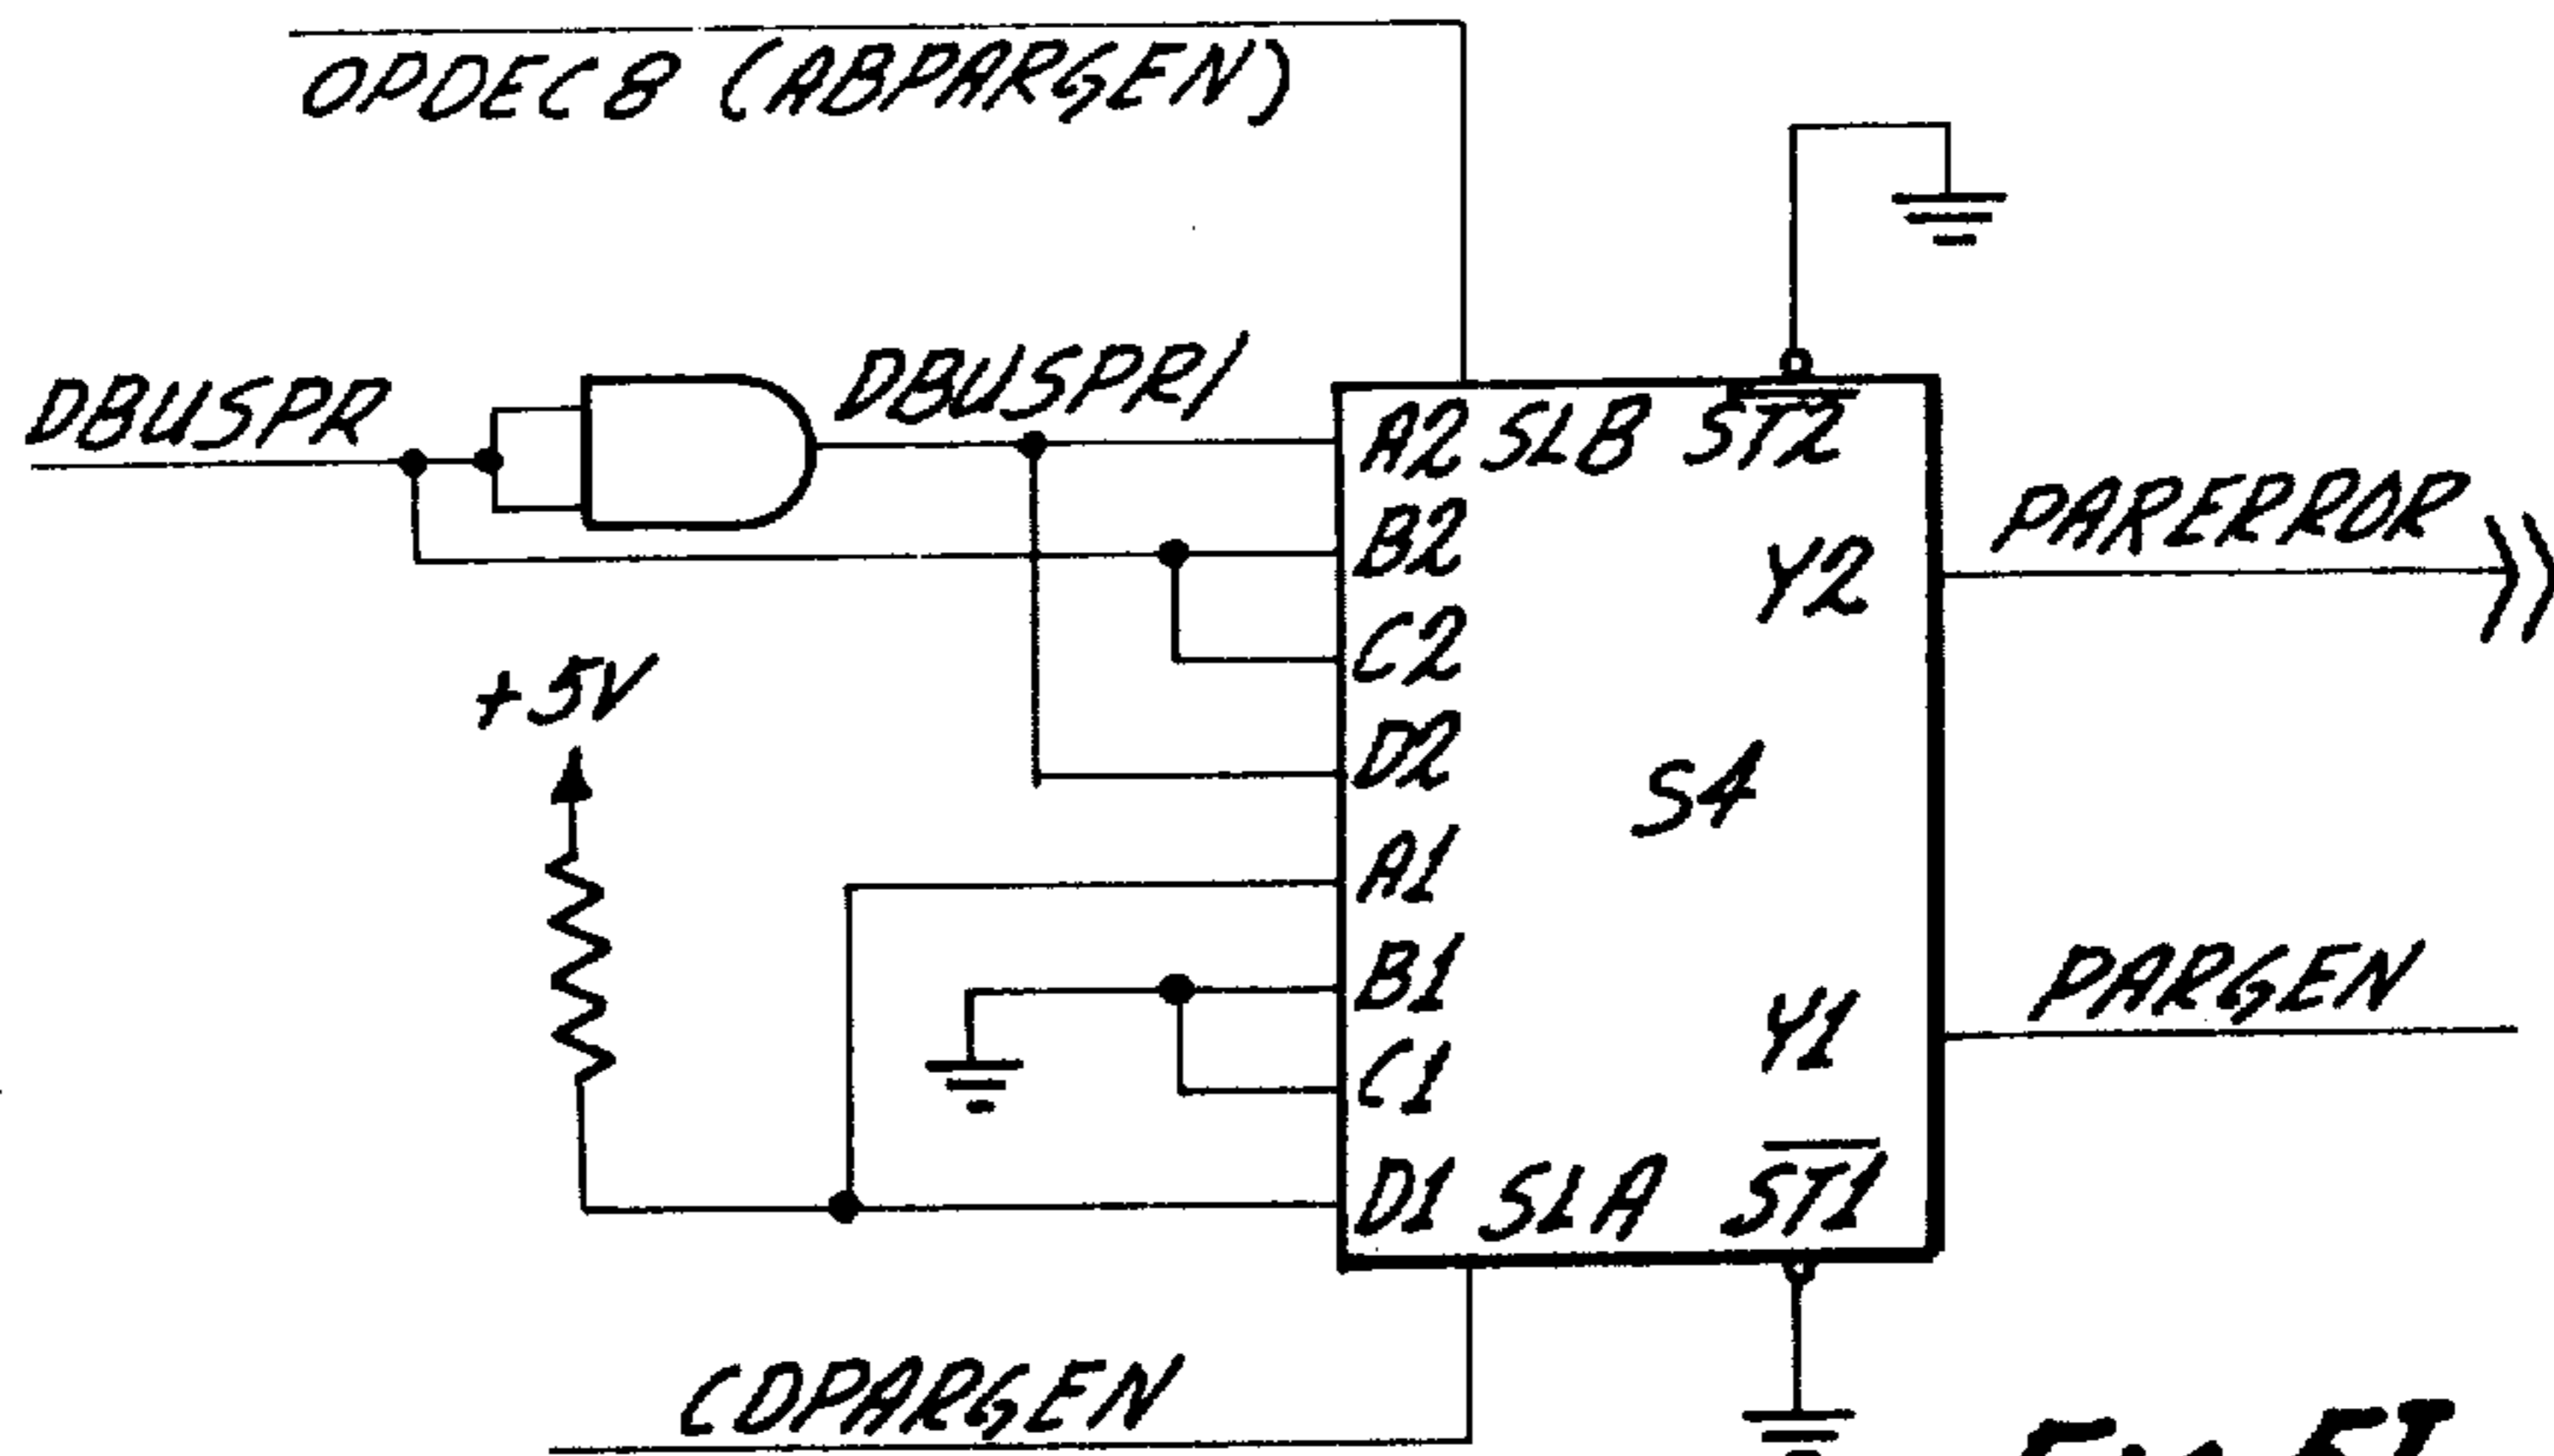 OPDEC8 (ABPARGEN)
DBUSPR
DBUSPR/
+5V
A2 SLB ST2
B2
Y2
C2
D2
S4
A1
B1
Y1
C1
D1 SLA ST1
PARERROR
PARGEN
CDPARGEN